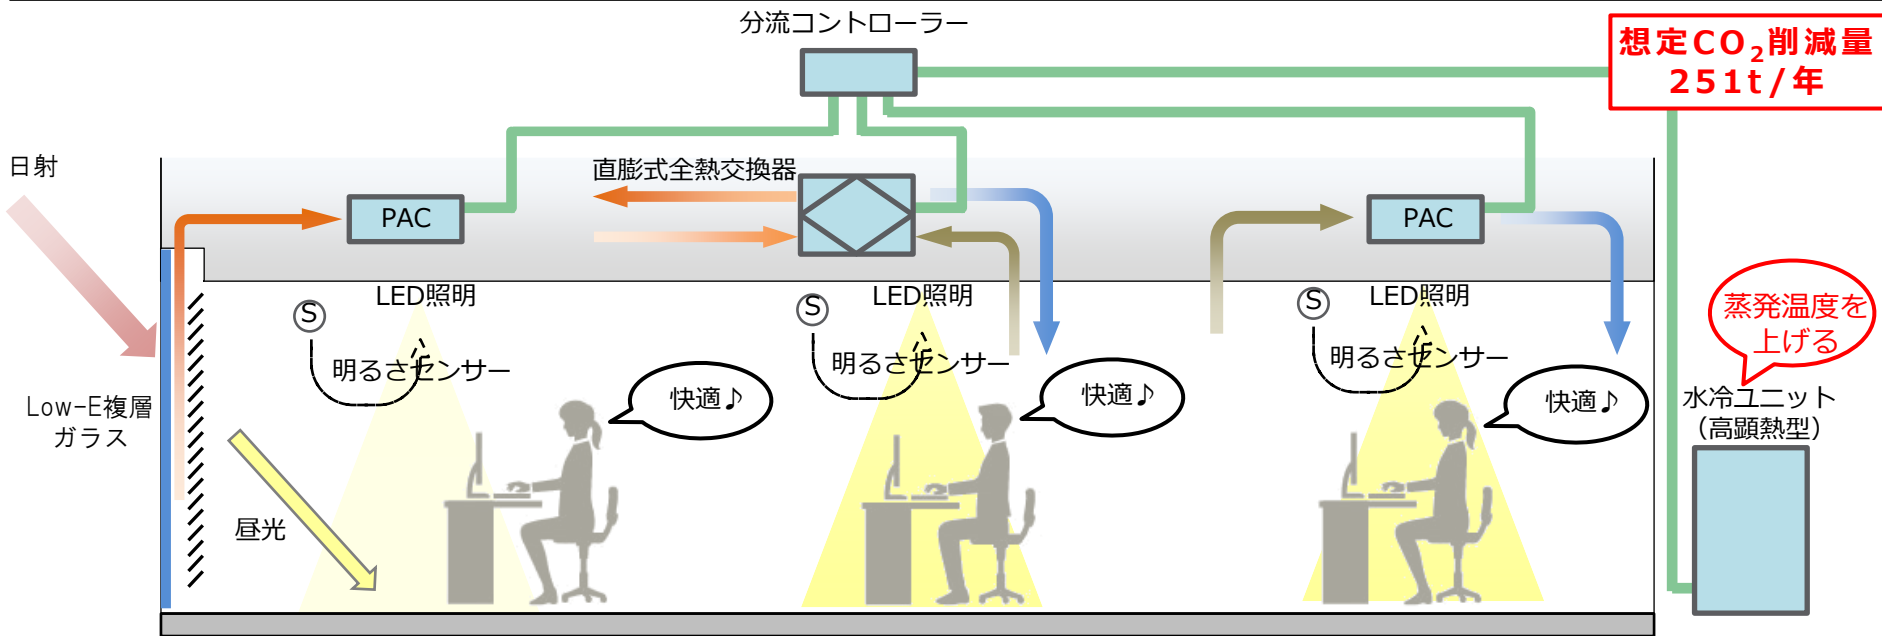 分流コントローラー
想定CO₂削減量
251t/年
日射
直膨式全熱交換器
PAC
PAC
LED照明
LED照明
LED照明
S
S
S
明るさセンサー
明るさセンサー
明るさセンサー
蒸発温度を
上げる
快適♪
快適♪
快適♪
Low-E複層
ガラス
水冷ユニット
（高顕熱型）
昼光